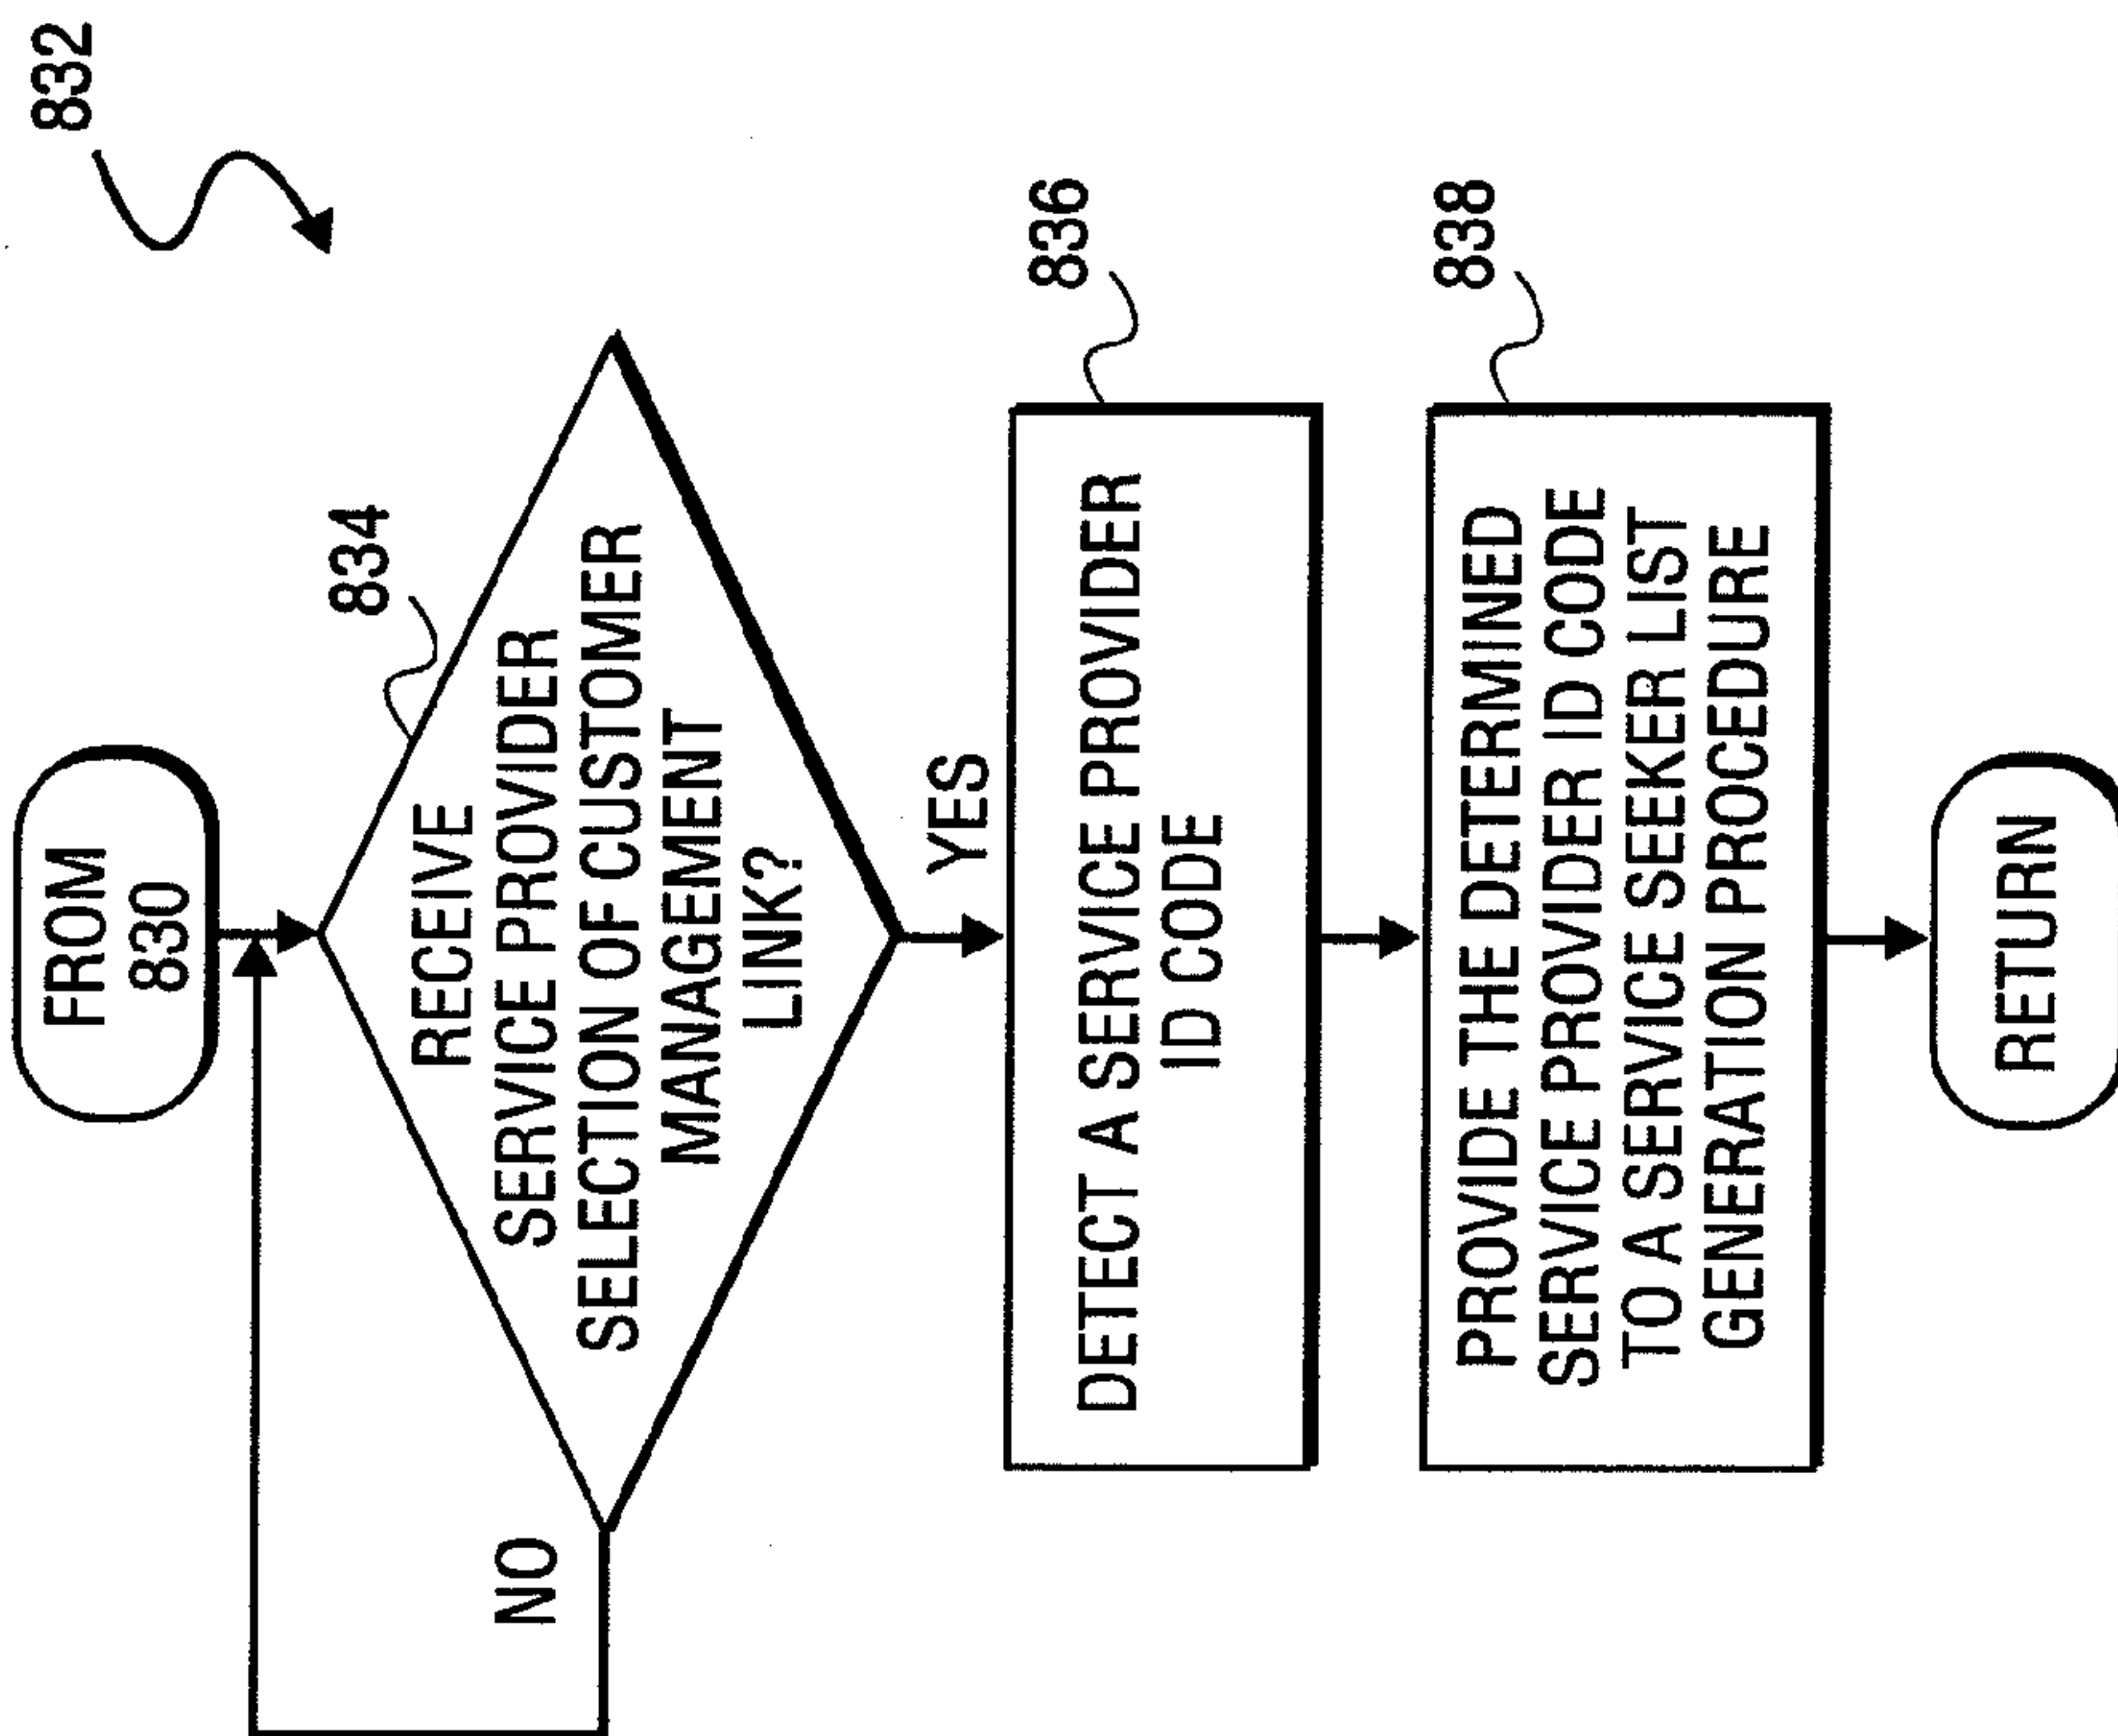 832
FROM
830
834
RECEIVE
SERVICE PROVIDER
SELECTION OF CUSTOMER
MANAGEMENT
LINK?
NO
YES
836
DETECT A SERVICE PROVIDER
ID CODE
838
PROVIDE THE DETERMINED
SERVICE PROVIDER ID CODE
TO A SERVICE SEEKER LIST
GENERATION PROCEDURE
RETURN